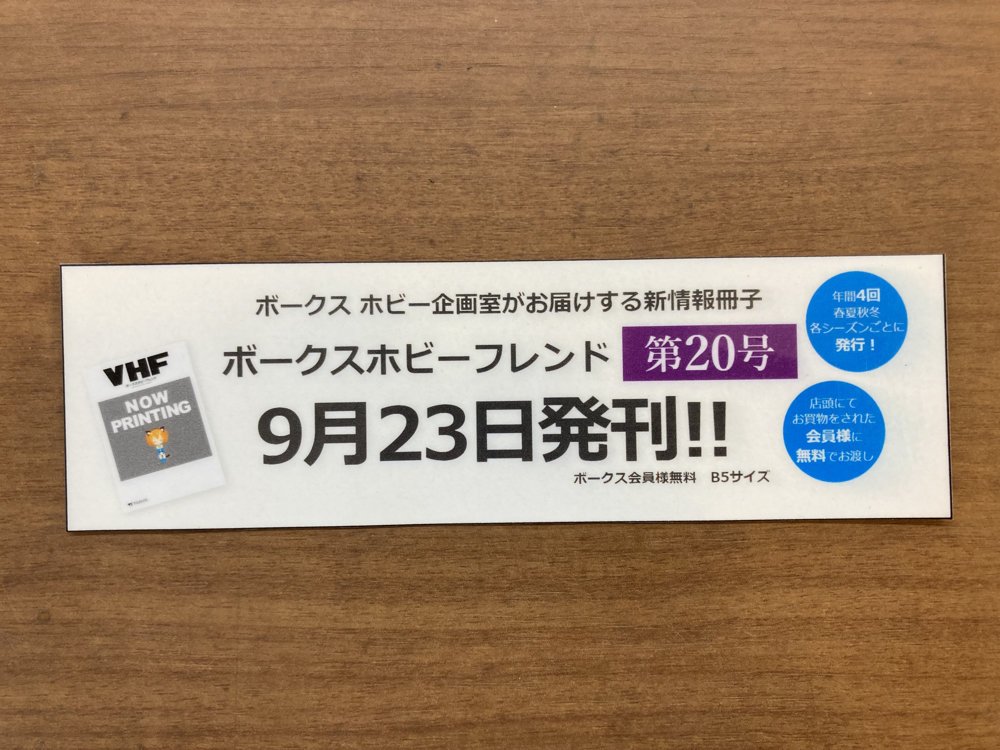 ボークス ホビー企画室がお届けする新情報冊子
ボークスホビーフレンド 第20号
9月23日発刊!!
ボークス会員様無料 B5サイズ
VHF
NOW
PRINTING
年間4回
春夏秋冬
各シーズンごとに
発行！
店頭にて
お買物をされた
会員様に
無料でお渡し